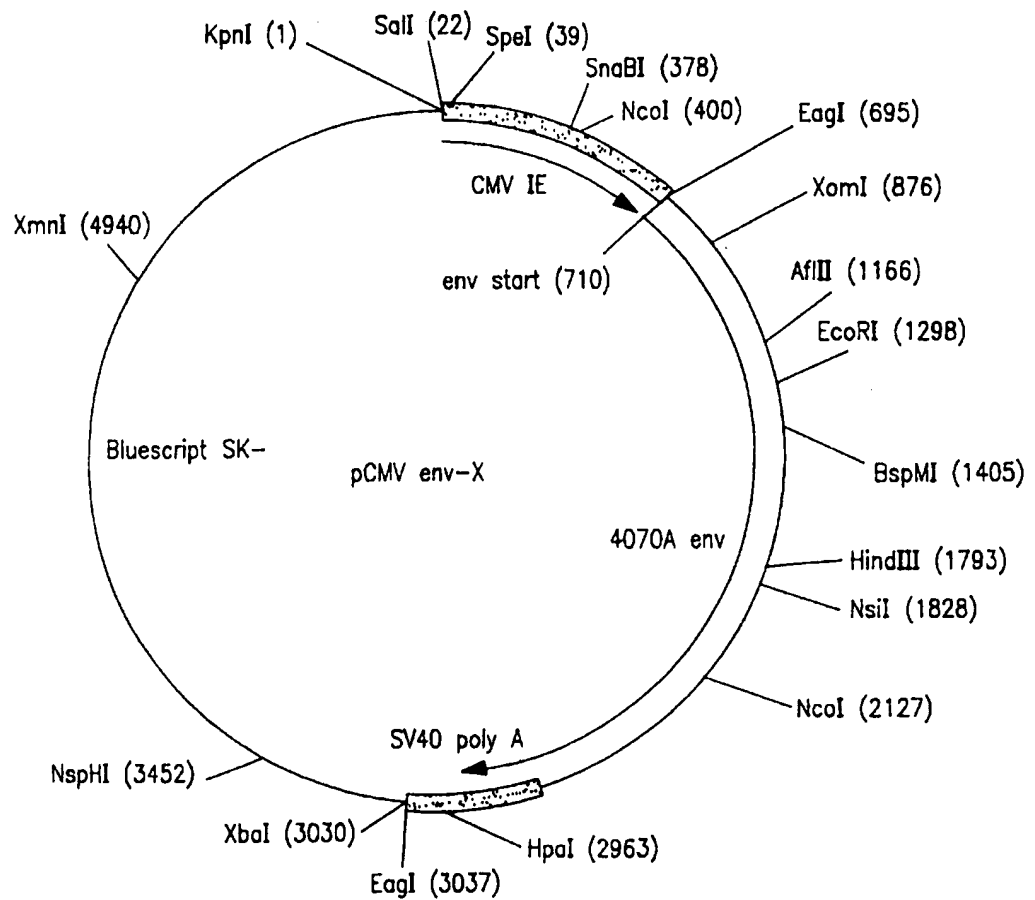 KpnI (1)
SalI (22)
SpeI (39)
SnaBI (378)
NcoI (400)
EagI (695)
CMV IE
XomI (876)
XmnI (4940)
env start (710)
AflII (1166)
EcoRI (1298)
Bluescript SK-
pCMV env-X
BspMI (1405)
4070A env
HindIII (1793)
NsiI (1828)
NcoI (2127)
SV40 poly A
NspHI (3452)
XbaI (3030)
HpaI (2963)
EagI (3037)